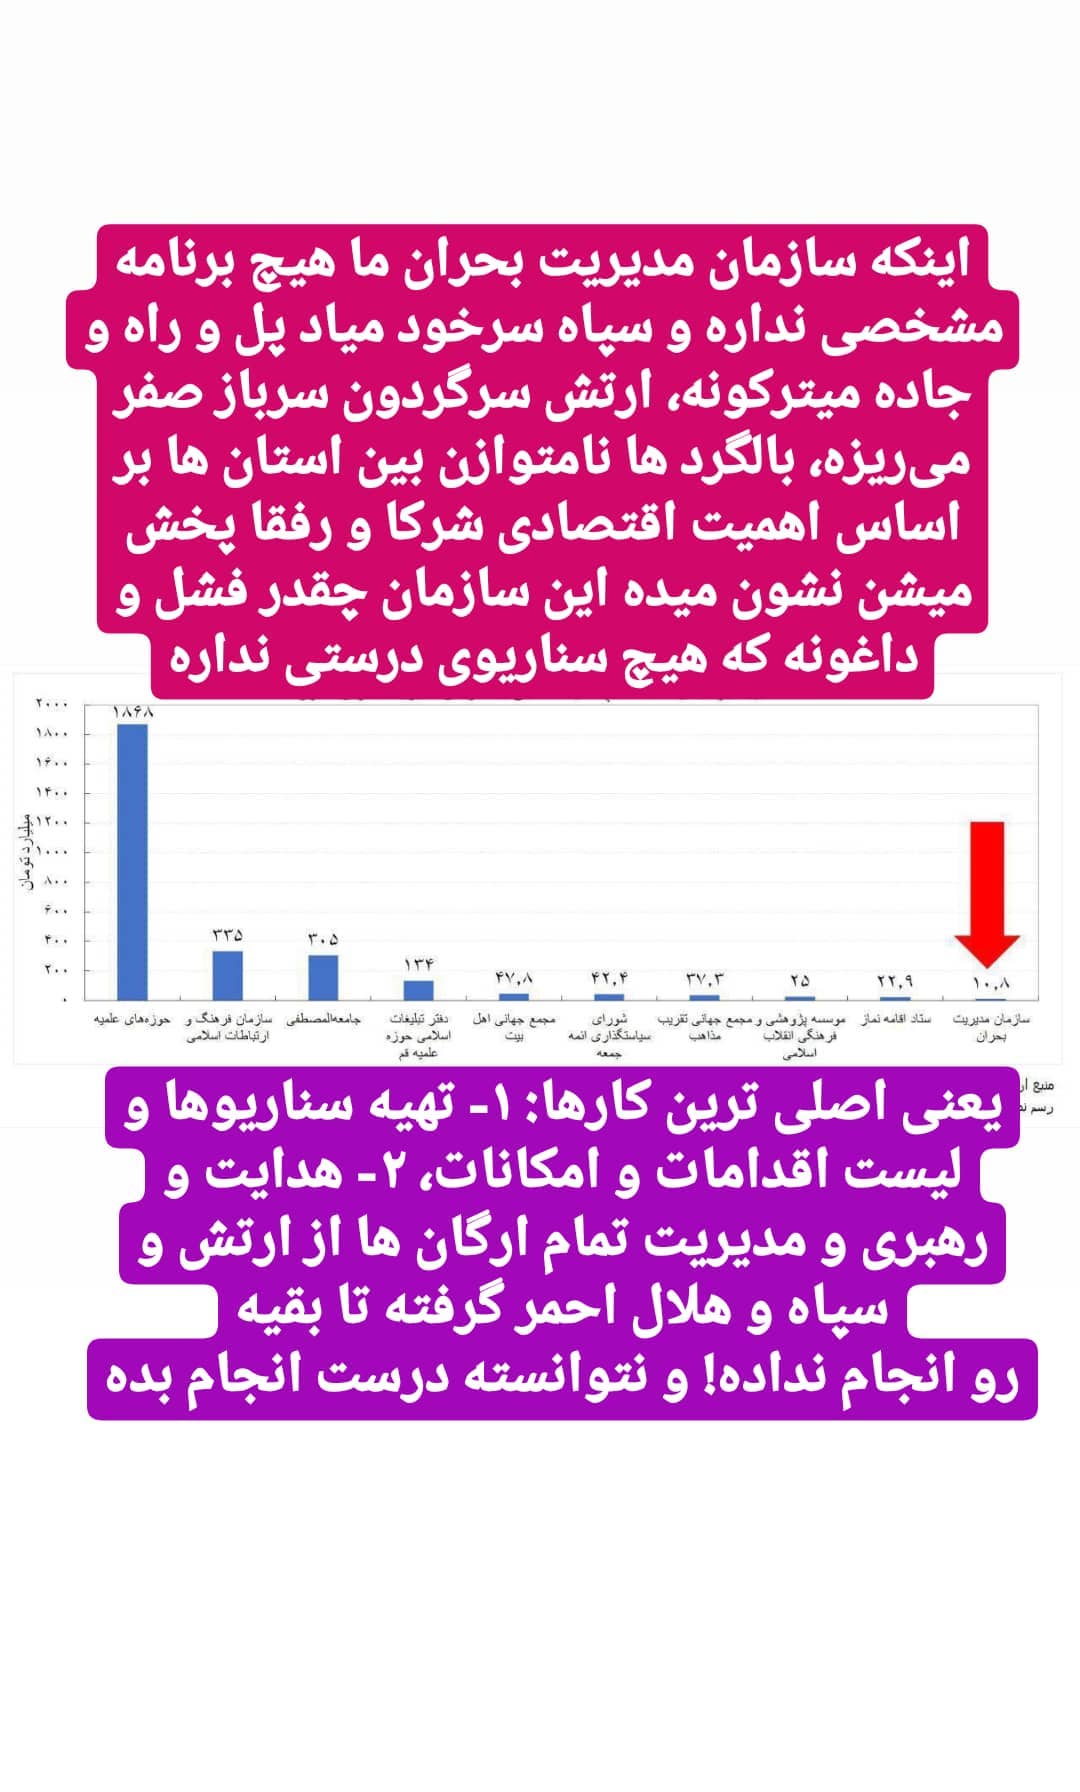 اینکه سازمان مدیریت بحران ما هیچ برنامه
مشخصی نداره و سپاه سرخود میاد پل و راه و
جاده میترکونه، ارتش سرگردون سرباز صفر
می‌ریزه، بالگرد ها نامتوازن بین استان ها بر
اساس اهمیت اقتصادی شرکا و رفقا پخش
میشن نشون میده این سازمان چقدر فشل و
داغونه که هیچ سناریوی درستی نداره
۲۰۰۰
۱۸۰۰
۱۶۰۰
۱۴۰۰
۱۲۰۰
۱۰۰۰
۸۰۰
۶۰۰
۴۰۰
۲۰۰
۰
میلیارد تومان
۱۸۶۸
۳۳۵
۳۰۵
۱۳۴
۴۷,۸
۴۲,۴
۳۷,۳
۲۵
۲۲,۹
۱۰,۸
حوزه‌های علمیه
سازمان فرهنگ و
ارتباطات اسلامی
جامعه‌المصطفی
دفتر تبلیغات
اسلامی حوزه
علمیه قم
مجمع جهانی اهل
بیت
شورای
سیاستگذاری ائمه
جمعه
مجمع جهانی تقریب
مذاهب
موسسه پژوهشی و
فرهنگی انقلاب
اسلامی
ستاد اقامه نماز
سازمان مدیریت
بحران
منبع
رسم
یعنی اصلی ترین کارها: ۱- تهیه سناریوها و
لیست اقدامات و امکانات، ۲- هدایت و
رهبری و مدیریت تمام ارگان ها از ارتش و
سپاه و هلال احمر گرفته تا بقیه
رو انجام نداده! و نتوانسته درست انجام بده